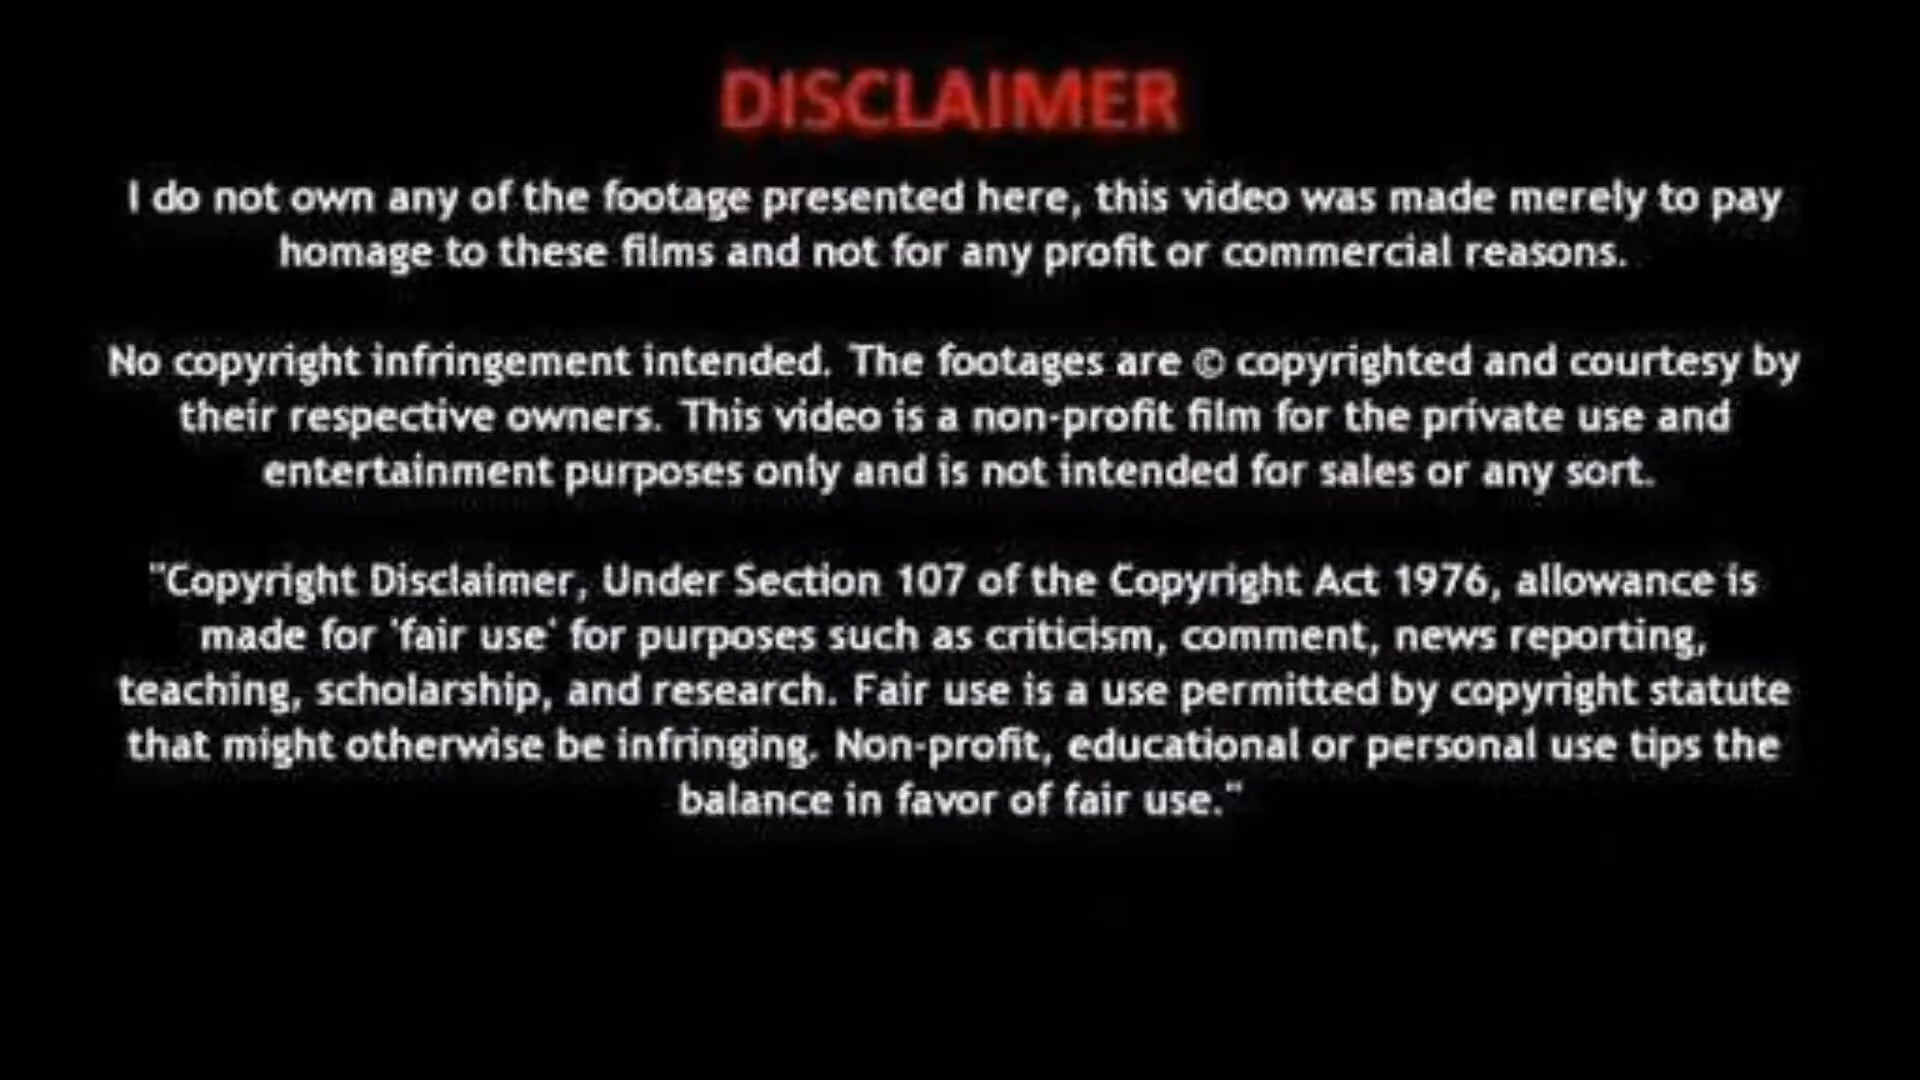 DISCLAIMER
I do not own any of the footage presented here, this video was made merely to pay
homage to these films and not for any profit or commercial reasons.
No copyright infringement intended. The footages are © copyrighted and courtesy by
their respective owners. This video is a non-profit film for the private use and
entertainment purposes only and is not intended for sales or any sort.
"Copyright Disclaimer, Under Section 107 of the Copyright Act 1976, allowance is
made for 'fair use' for purposes such as criticism, comment, news reporting,
teaching, scholarship, and research. Fair use is a use permitted by copyright statute
that might otherwise be infringing. Non-profit, educational or personal use tips the
balance in favor of fair use."